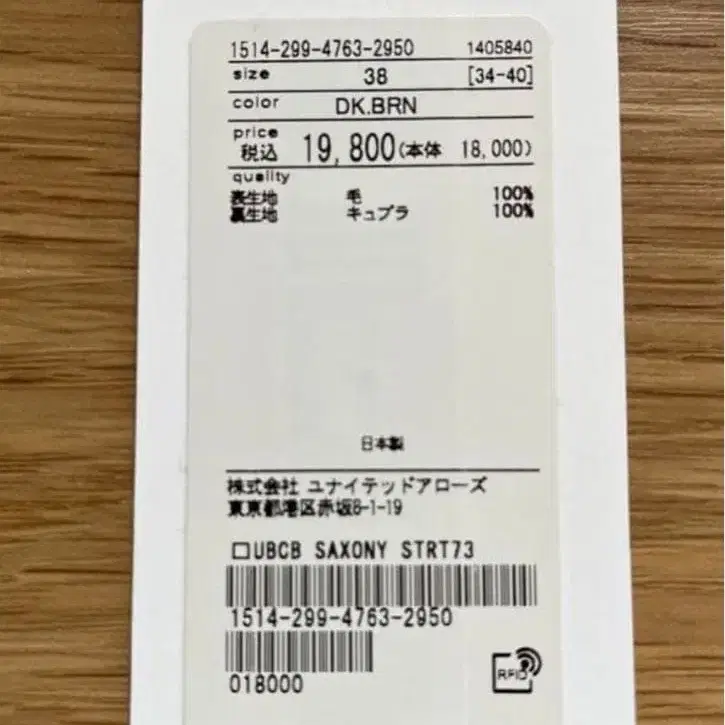 1514-299-4763-2950 1405840
size 38 [34-40]
color DK.BRN
price
税込 19,800(本体 18,000)
quality
表生地 毛 100%
裏生地 キュプラ 100%
日本製
株式会社 ユナイテッドアローズ
東京都港区赤坂8-1-19
□UBCB SAXONY STRT73
1514-299-4763-2950
018000
RFID